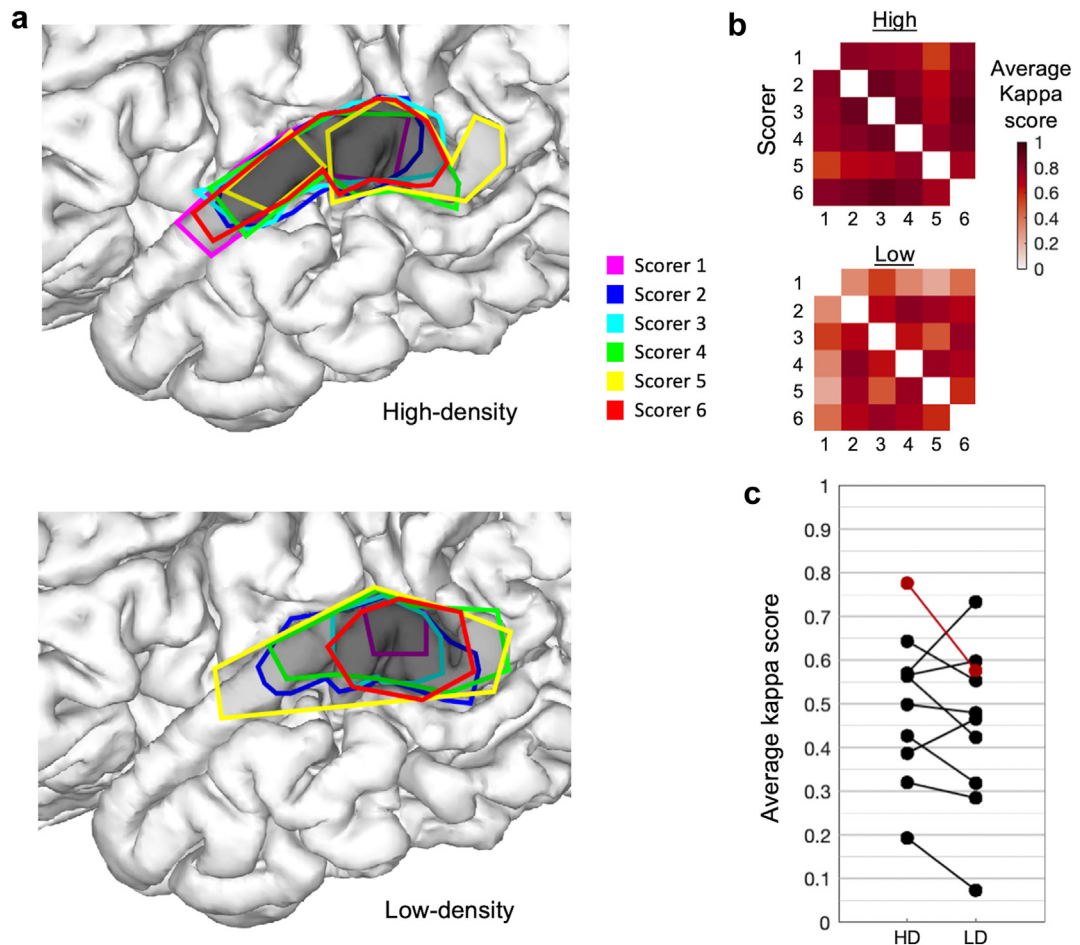 a
High-density
Scorer 1
Scorer 2
Scorer 3
Scorer 4
Scorer 5
Scorer 6
Low-density
b
High
Scorer
1
2
3
4
5
6
1 2 3 4 5 6
Average
Kappa
score
1
0.8
0.6
0.4
0.2
0
Low
1
2
3
4
5
6
1 2 3 4 5 6
c
Average kappa score
1
0.9
0.8
0.7
0.6
0.5
0.4
0.3
0.2
0.1
0
HD LD